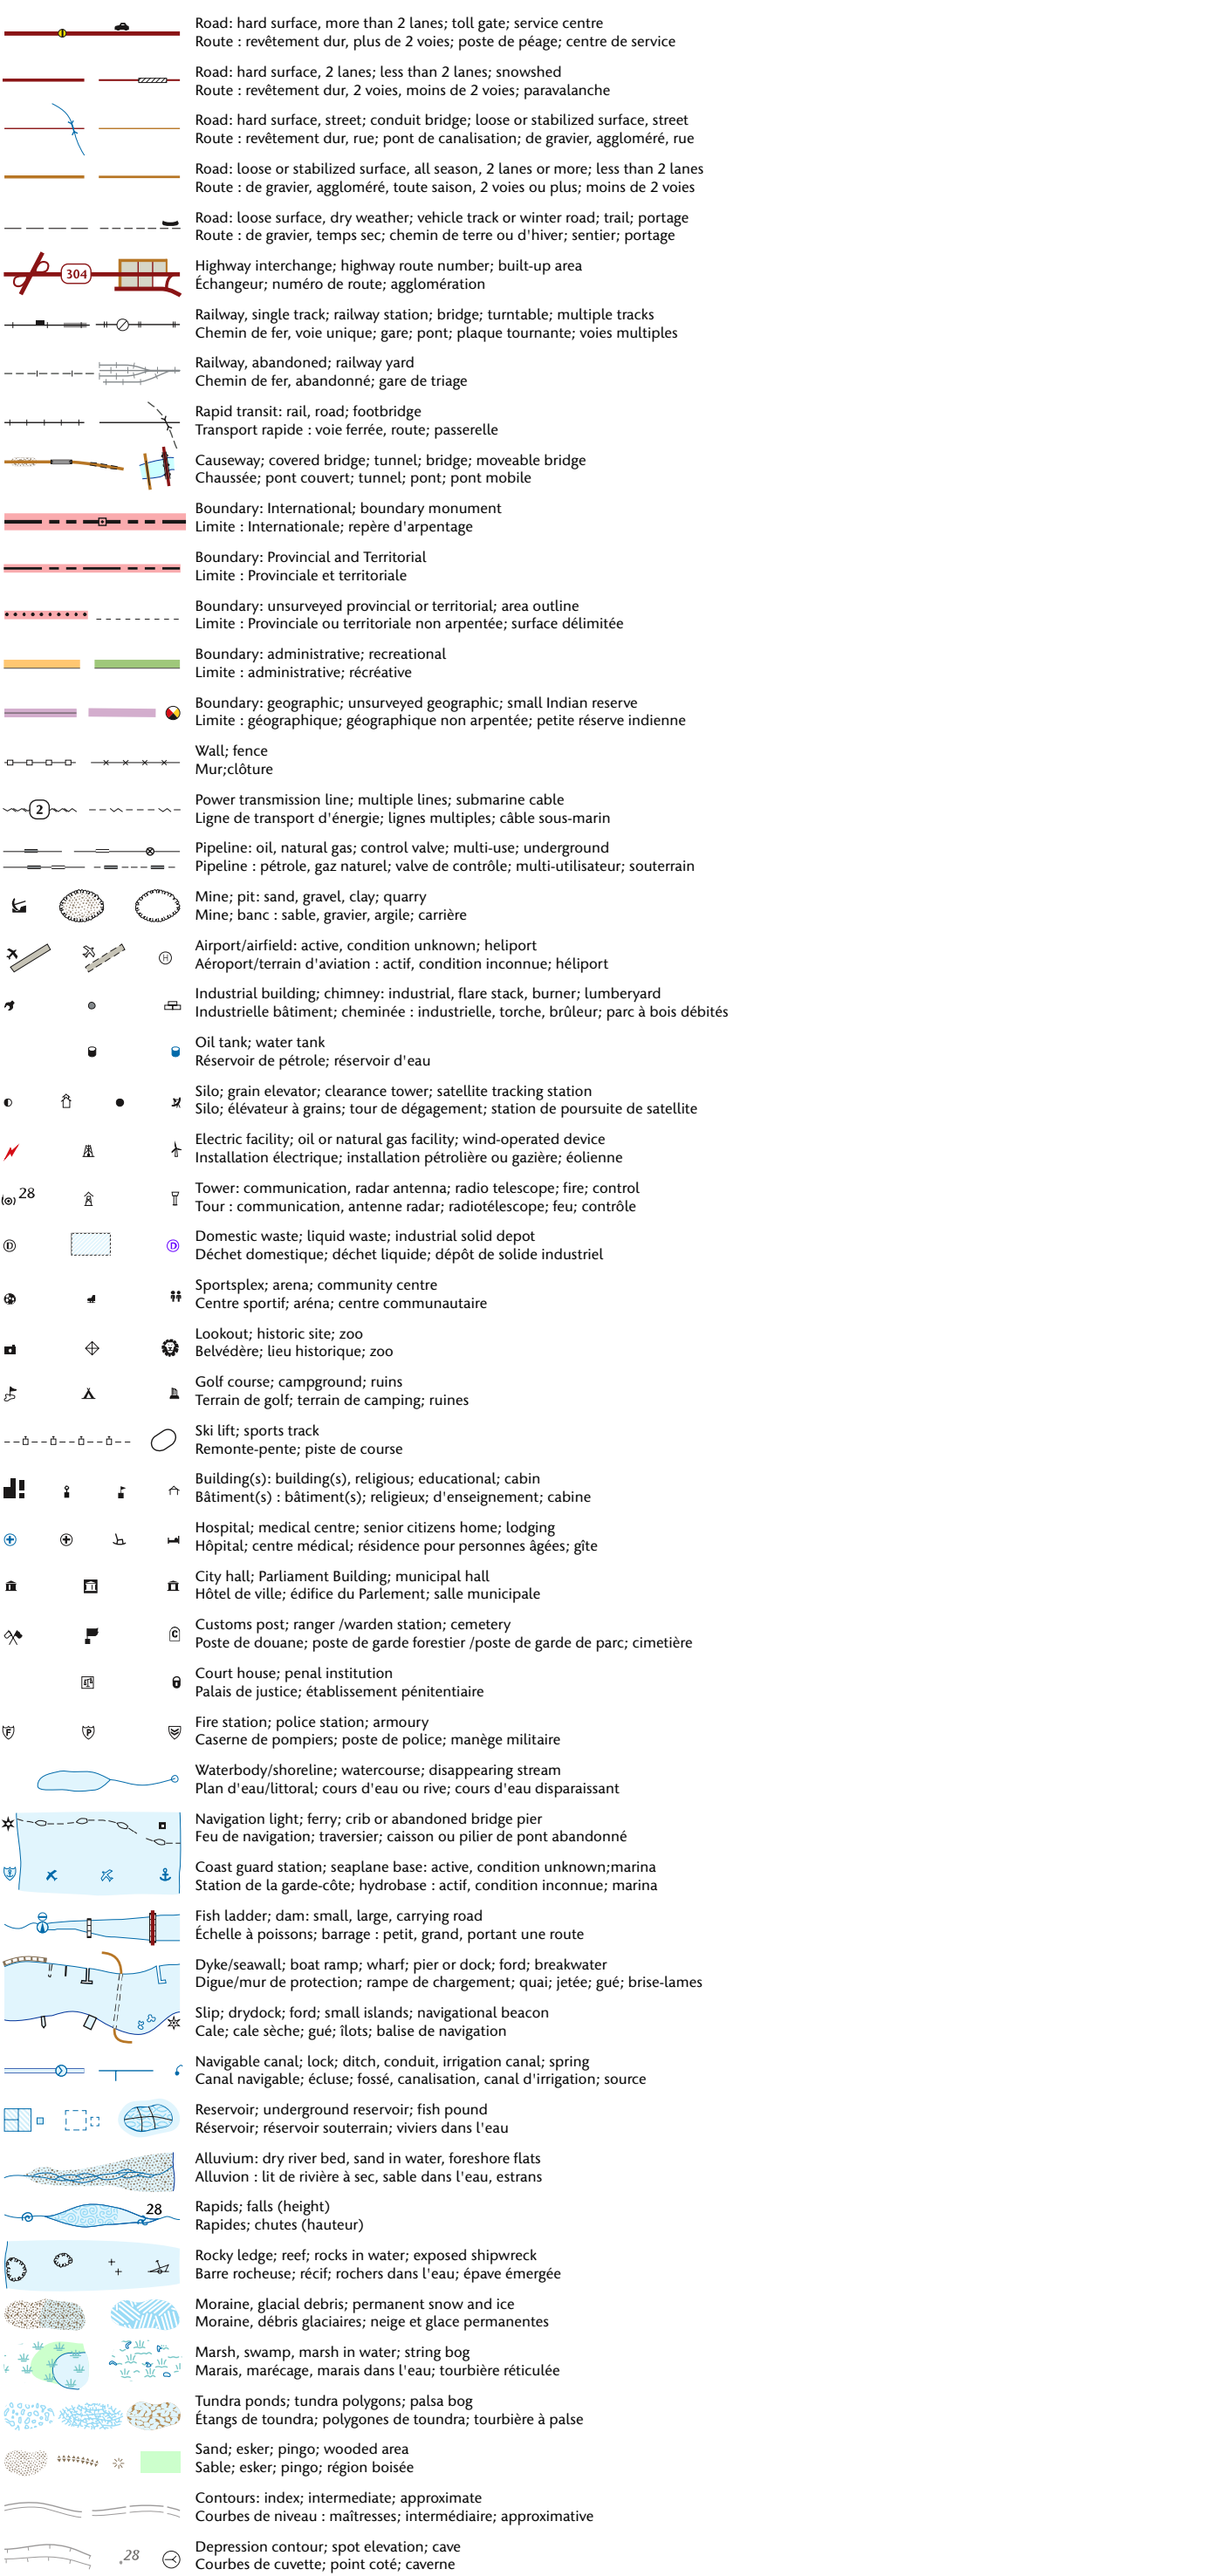 Road: hard surface, more than 2 lanes; toll gate; service centre
Route : revêtement dur, plus de 2 voies; poste de péage; centre de service
Road: hard surface, 2 lanes; less than 2 lanes; snowshed
Route : revêtement dur, 2 voies, moins de 2 voies; paravalanche
Road: hard surface, street; conduit bridge; loose or stabilized surface, street
Route : revêtement dur, rue; pont de canalisation; de gravier, aggloméré, rue
Road: loose or stabilized surface, all season, 2 lanes or more; less than 2 lanes
Route : de gravier, aggloméré, toute saison, 2 voies ou plus; moins de 2 voies
Road: loose surface, dry weather; vehicle track or winter road; trail; portage
Route : de gravier, temps sec; chemin de terre ou d'hiver; sentier; portage
304
Highway interchange; highway route number; built-up area
Échangeur; numéro de route; agglomération
Railway, single track; railway station; bridge; turntable; multiple tracks
Chemin de fer, voie unique; gare; pont; plaque tournante; voies multiples
Railway, abandoned; railway yard
Chemin de fer, abandonné; gare de triage
Rapid transit: rail, road; footbridge
Transport rapide : voie ferrée, route; passerelle
Causeway; covered bridge; tunnel; bridge; moveable bridge
Chaussée; pont couvert; tunnel; pont; pont mobile
Boundary: International; boundary monument
Limite : Internationale; repère d'arpentage
Boundary: Provincial and Territorial
Limite : Provinciale et territoriale
Boundary: unsurveyed provincial or territorial; area outline
Limite : Provinciale ou territoriale non arpentée; surface délimitée
Boundary: administrative; recreational
Limite : administrative; récréative
Boundary: geographic; unsurveyed geographic; small Indian reserve
Limite : géographique; géographique non arpentée; petite réserve indienne
Wall; fence
Mur;clôture
2
Power transmission line; multiple lines; submarine cable
Ligne de transport d'énergie; lignes multiples; câble sous-marin
Pipeline: oil, natural gas; control valve; multi-use; underground
Pipeline : pétrole, gaz naturel; valve de contrôle; multi-utilisateur; souterrain
Mine; pit: sand, gravel, clay; quarry
Mine; banc : sable, gravier, argile; carrière
H
Airport/airfield: active, condition unknown; heliport
Aéroport/terrain d'aviation : actif, condition inconnue; héliport
Industrial building; chimney: industrial, flare stack, burner; lumberyard
Industrielle bâtiment; cheminée : industrielle, torche, brûleur; parc à bois débités
Oil tank; water tank
Réservoir de pétrole; réservoir d'eau
Silo; grain elevator; clearance tower; satellite tracking station
Silo; élévateur à grains; tour de dégagement; station de poursuite de satellite
Electric facility; oil or natural gas facility; wind-operated device
Installation électrique; installation pétrolière ou gazière; éolienne
28
Tower: communication, radar antenna; radio telescope; fire; control
Tour : communication, antenne radar; radiotélescope; feu; contrôle
D D
Domestic waste; liquid waste; industrial solid depot
Déchet domestique; déchet liquide; dépôt de solide industriel
Sportsplex; arena; community centre
Centre sportif; aréna; centre communautaire
Lookout; historic site; zoo
Belvédère; lieu historique; zoo
Golf course; campground; ruins
Terrain de golf; terrain de camping; ruines
Ski lift; sports track
Remonte-pente; piste de course
Building(s): building(s), religious; educational; cabin
Bâtiment(s) : bâtiment(s); religieux; d'enseignement; cabine
Hospital; medical centre; senior citizens home; lodging
Hôpital; centre médical; résidence pour personnes âgées; gîte
City hall; Parliament Building; municipal hall
Hôtel de ville; édifice du Parlement; salle municipale
C
Customs post; ranger /warden station; cemetery
Poste de douane; poste de garde forestier /poste de garde de parc; cimetière
Court house; penal institution
Palais de justice; établissement pénitentiaire
F P
Fire station; police station; armoury
Caserne de pompiers; poste de police; manège militaire
Waterbody/shoreline; watercourse; disappearing stream
Plan d'eau/littoral; cours d'eau ou rive; cours d'eau disparaissant
Navigation light; ferry; crib or abandoned bridge pier
Feu de navigation; traversier; caisson ou pilier de pont abandonné
Coast guard station; seaplane base: active, condition unknown;marina
Station de la garde-côte; hydrobase : actif, condition inconnue; marina
Fish ladder; dam: small, large, carrying road
Échelle à poissons; barrage : petit, grand, portant une route
Dyke/seawall; boat ramp; wharf; pier or dock; ford; breakwater
Digue/mur de protection; rampe de chargement; quai; jetée; gué; brise-lames
Slip; drydock; ford; small islands; navigational beacon
Cale; cale sèche; gué; îlots; balise de navigation
Navigable canal; lock; ditch, conduit, irrigation canal; spring
Canal navigable; écluse; fossé, canalisation, canal d'irrigation; source
Reservoir; underground reservoir; fish pound
Réservoir; réservoir souterrain; viviers dans l'eau
Alluvium: dry river bed, sand in water, foreshore flats
Alluvion : lit de rivière à sec, sable dans l'eau, estrans
28
Rapids; falls (height)
Rapides; chutes (hauteur)
Rocky ledge; reef; rocks in water; exposed shipwreck
Barre rocheuse; récif; rochers dans l'eau; épave émergée
Moraine, glacial debris; permanent snow and ice
Moraine, débris glaciaires; neige et glace permanentes
Marsh, swamp, marsh in water; string bog
Marais, marécage, marais dans l'eau; tourbière réticulée
Tundra ponds; tundra polygons; palsa bog
Étangs de toundra; polygones de toundra; tourbière à palse
Sand; esker; pingo; wooded area
Sable; esker; pingo; région boisée
Contours: index; intermediate; approximate
Courbes de niveau : maîtresses; intermédiaire; approximative
.28
Depression contour; spot elevation; cave
Courbes de cuvette; point coté; caverne